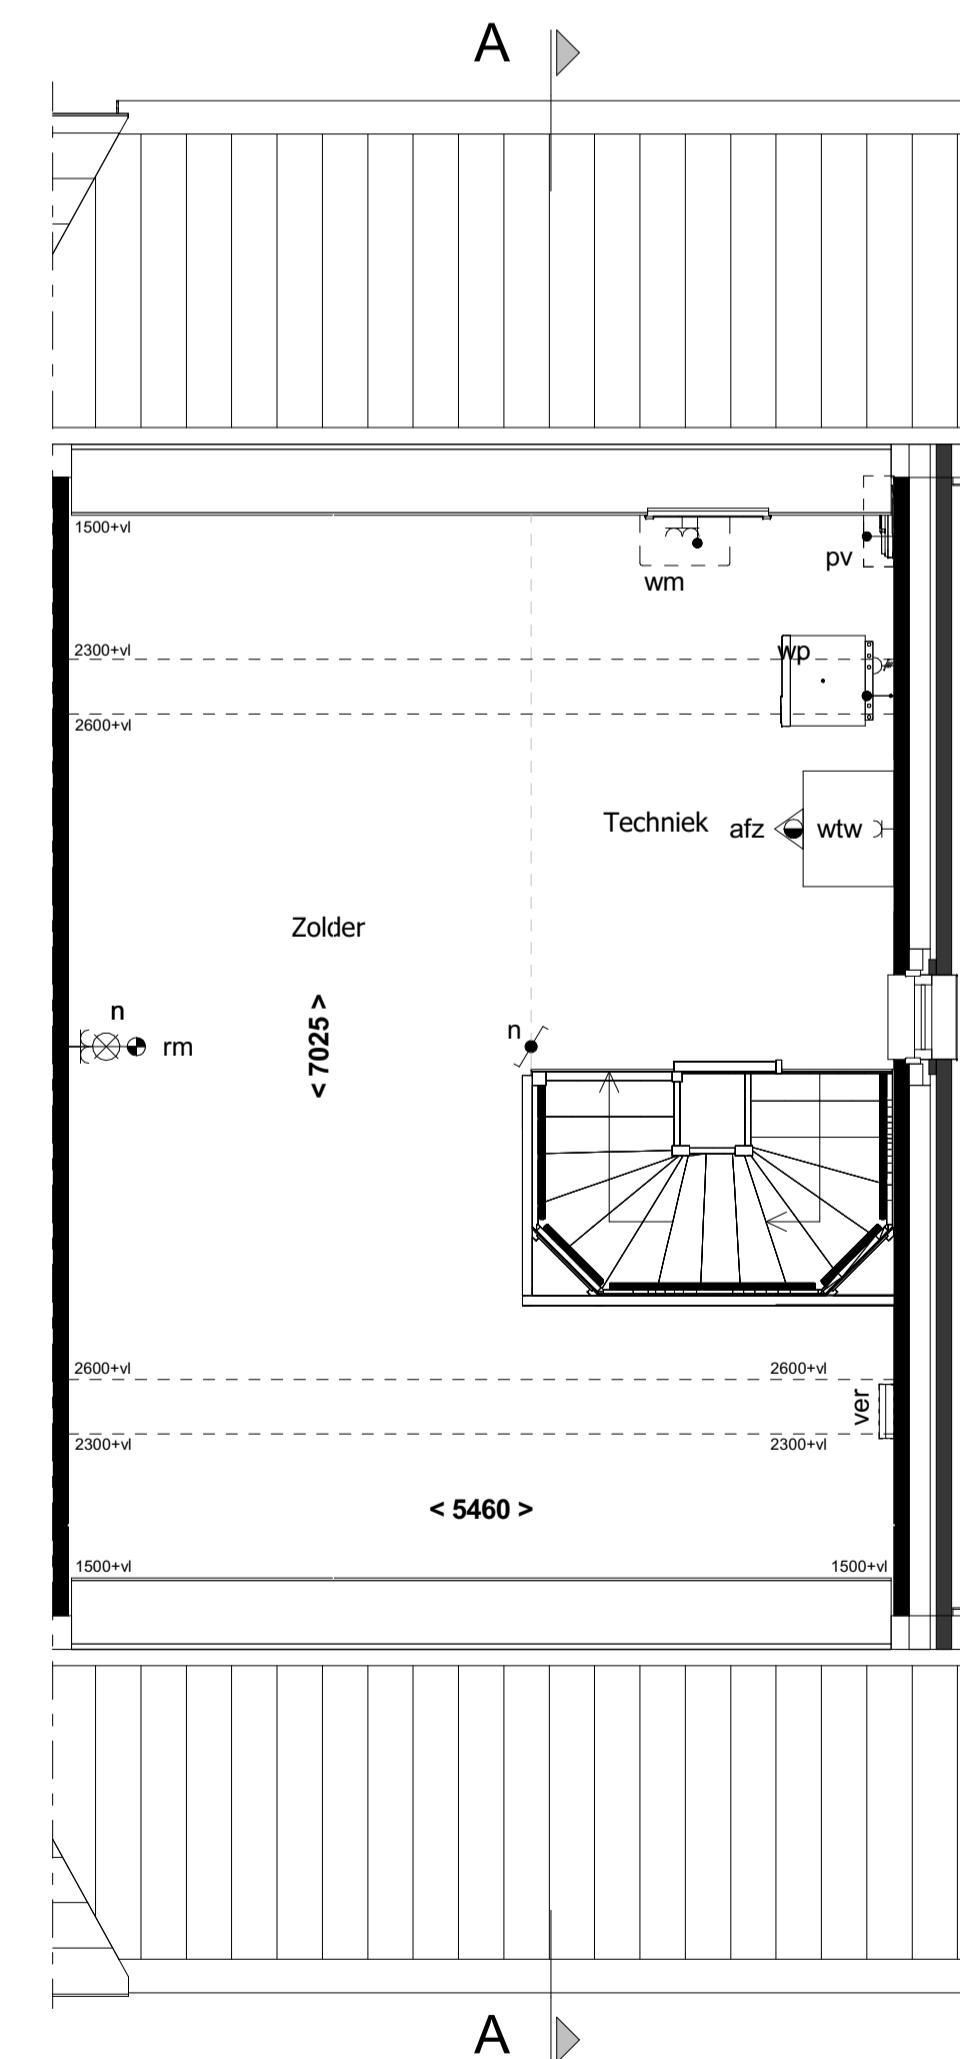 A
1500+vl
wm
pv
2300+vl
wp
2600+vl
Techniek afz wtw
Zolder
n
rm
< 7025 >
n
2600+vl 2600+vl
ver
2300+vl 2300+vl
< 5460 >
1500+vl 1500+vl
A